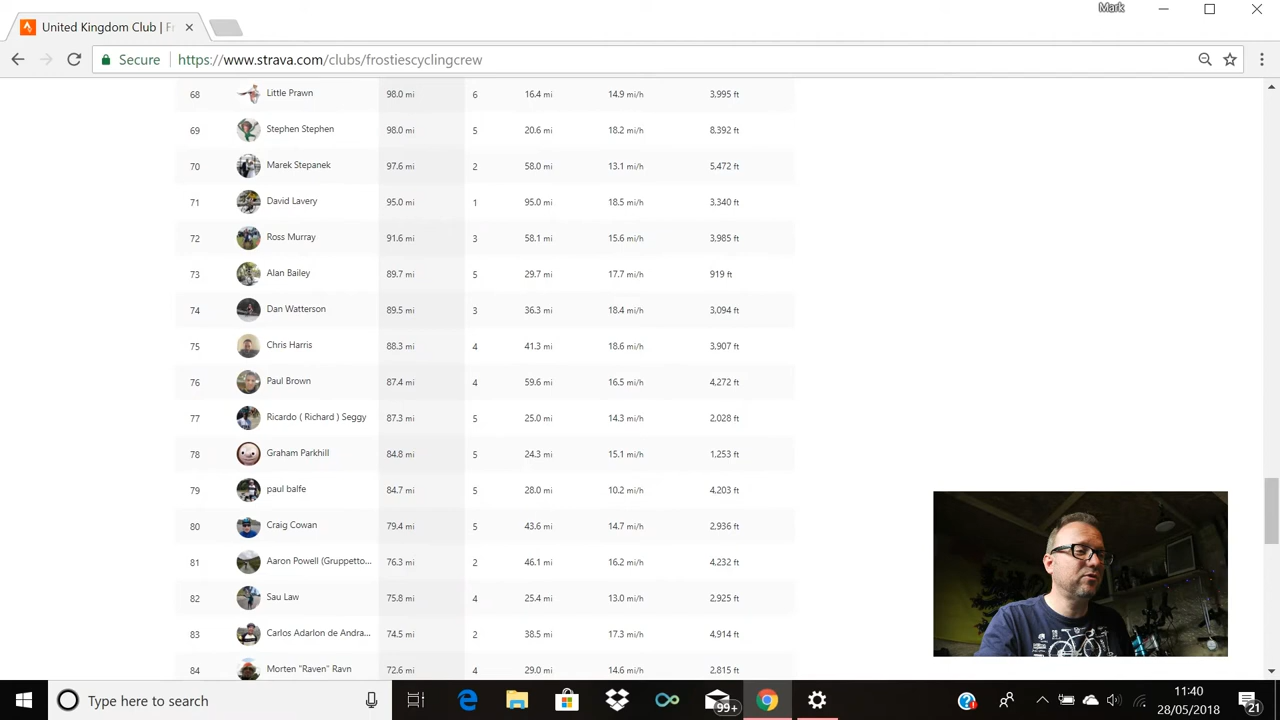 United Kingdom Club | Fr
Mark
Secure https://www.strava.com/clubs/frostiescyclingcrew
68 Little Prawn 98.0 mi 6 16.4 mi 14.9 mi/h 3,995 ft
69 Stephen Stephen 98.0 mi 5 20.6 mi 18.2 mi/h 8,392 ft
70 Marek Stepanek 97.6 mi 2 58.0 mi 13.1 mi/h 5,472 ft
71 David Lavery 95.0 mi 1 95.0 mi 18.5 mi/h 3,340 ft
72 Ross Murray 91.6 mi 3 58.1 mi 15.6 mi/h 3,985 ft
73 Alan Bailey 89.7 mi 5 29.7 mi 17.7 mi/h 919 ft
74 Dan Watterson 89.5 mi 3 36.3 mi 18.4 mi/h 3,094 ft
75 Chris Harris 88.3 mi 4 41.3 mi 18.6 mi/h 3,907 ft
76 Paul Brown 87.4 mi 4 59.6 mi 16.5 mi/h 4,272 ft
77 Ricardo ( Richard ) Seggy 87.3 mi 5 25.0 mi 14.3 mi/h 2,028 ft
78 Graham Parkhill 84.8 mi 5 24.3 mi 15.1 mi/h 1,253 ft
79 paul balfe 84.7 mi 5 28.0 mi 10.2 mi/h 4,203 ft
80 Craig Cowan 79.4 mi 5 43.6 mi 14.7 mi/h 2,936 ft
81 Aaron Powell (Gruppetto... 76.3 mi 2 46.1 mi 16.2 mi/h 4,232 ft
82 Sau Law 75.8 mi 4 25.4 mi 13.0 mi/h 2,925 ft
83 Carlos Adarlon de Andra... 74.5 mi 2 38.5 mi 17.3 mi/h 4,914 ft
84 Morten "Raven" Ravn 72.6 mi 4 29.0 mi 14.6 mi/h 2,815 ft
Type here to search
99+
11:40
28/05/2018
21